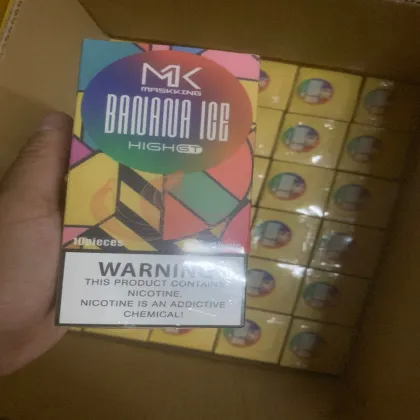 MK
MASKKING
BANANA ICE
HIGH GT
10pieces
WARNING
THIS PRODUCT CONTAINS
NICOTINE.
NICOTINE IS AN ADDICTIVE
CHEMICAL!